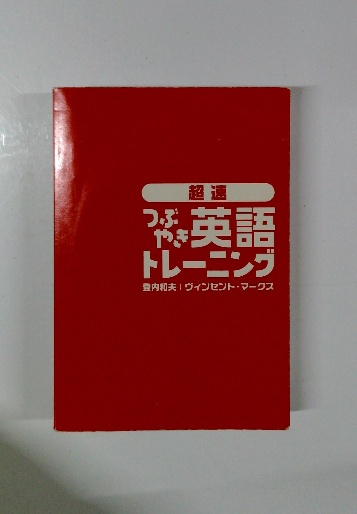 超速
つぶやき英語
トレーニング
登内和夫｜ヴィンセント・マークス